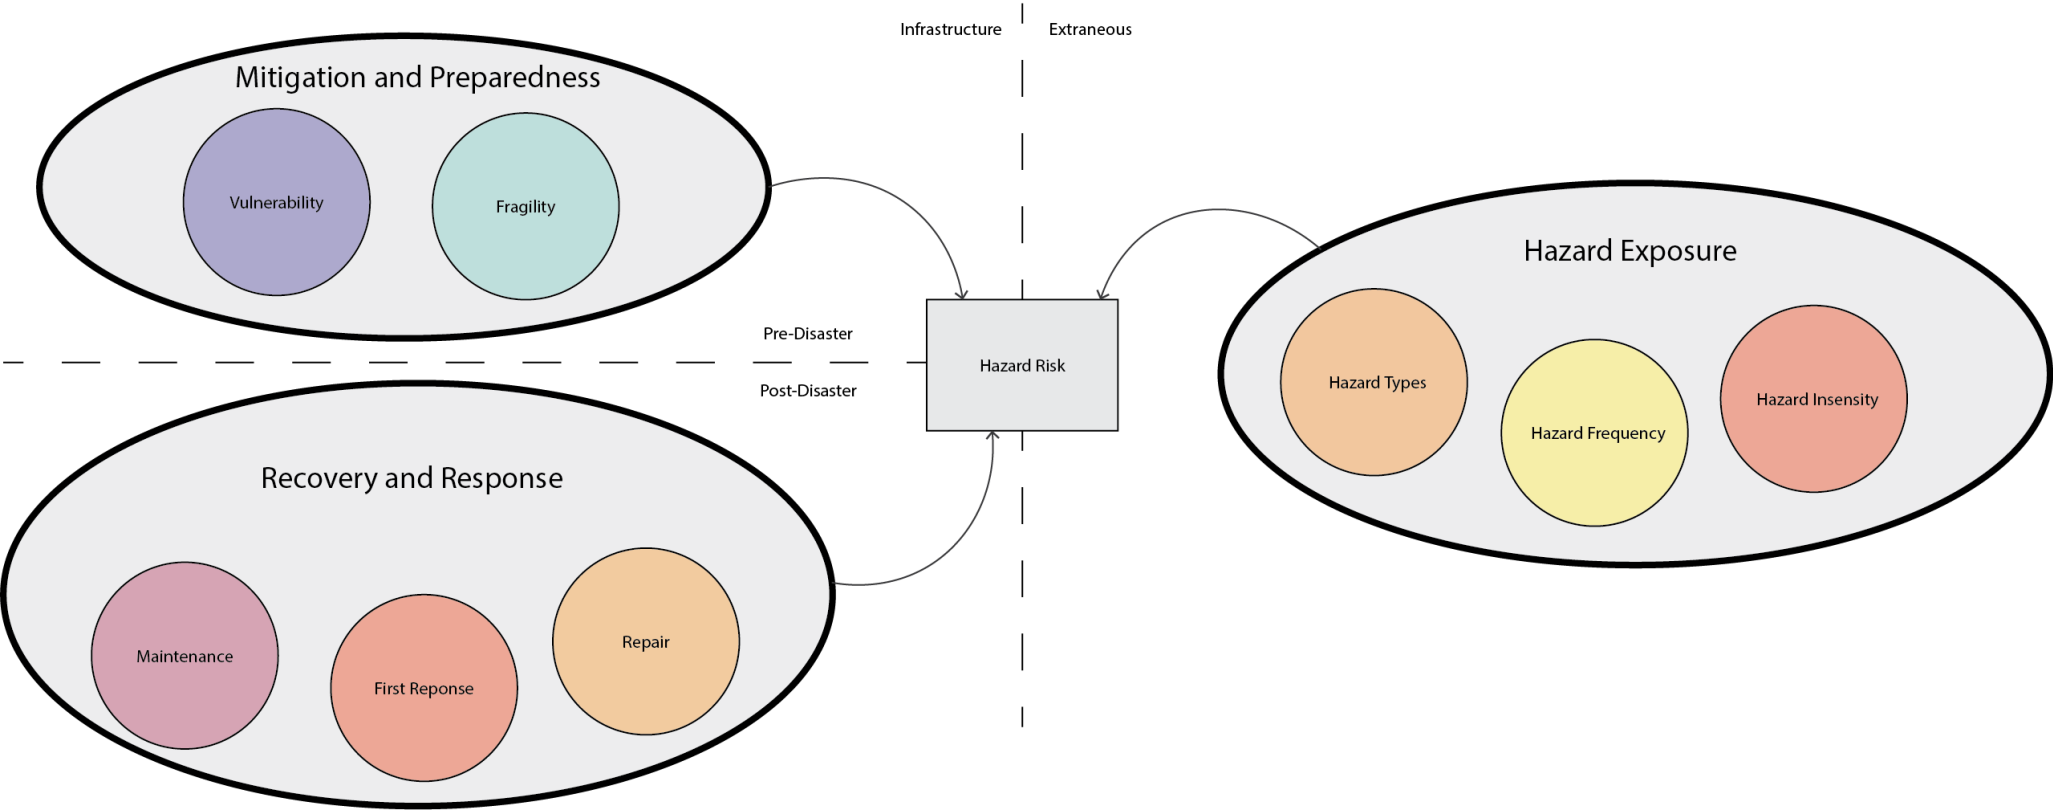 Infrastructure
Extraneous
Mitigation and Preparedness
Vulnerability
Fragility
Pre-Disaster
Post-Disaster
Hazard Risk
Hazard Exposure
Hazard Types
Hazard Frequency
Hazard Insensity
Recovery and Response
Maintenance
First Reponse
Repair